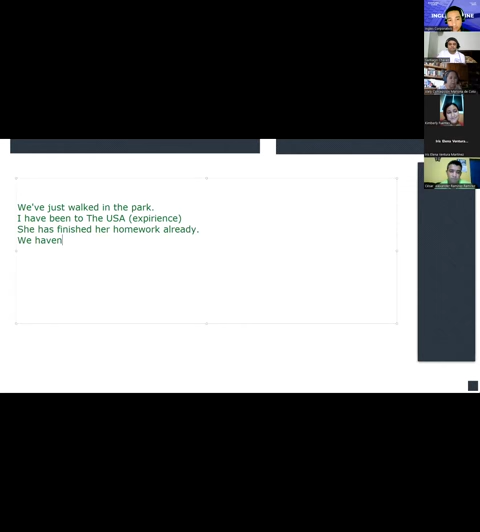 We've just walked in the park.
I have been to The USA (expirience)
She has finished her homework already.
We haven